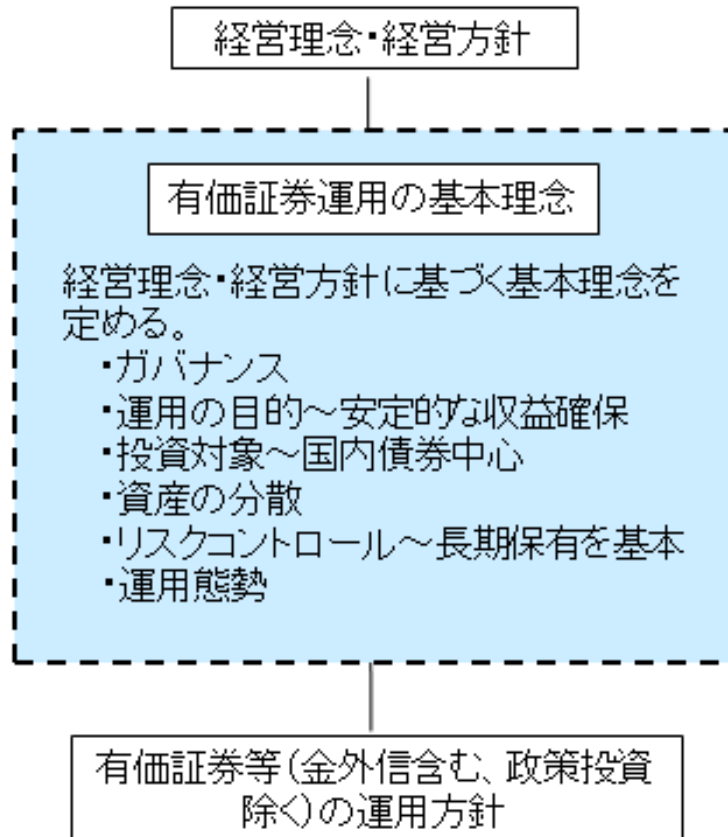 経営理念・経営方針
有価証券運用の基本理念
経営理念・経営方針に基づく基本理念を
定める。
・ガバナンス
・運用の目的～安定的な収益確保
・投資対象～国内債券中心
・資産の分散
・リスクコントロール～長期保有を基本
・運用態勢
有価証券等(金外信含む、政策投資
除く)の運用方針